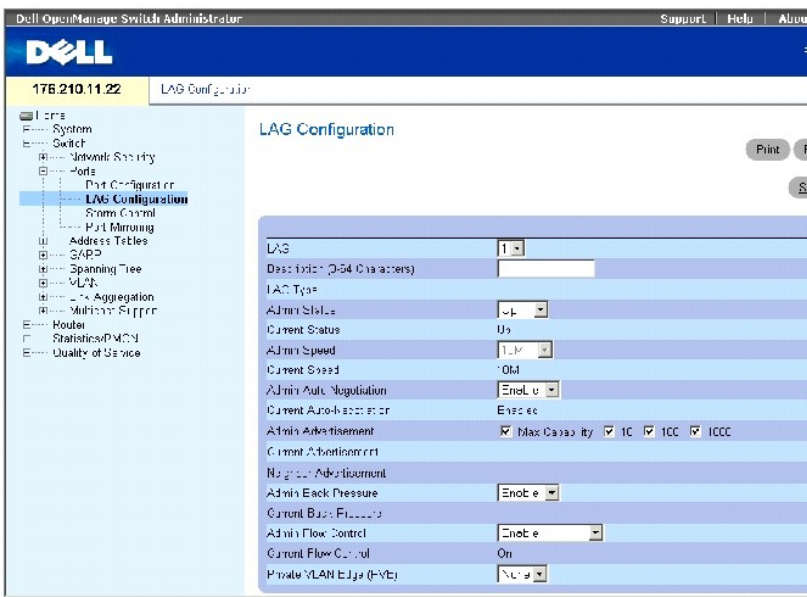 Dell OpenManage Switch Administrator
Support | Help |
DELL
176.210.11.22
LAG Configuration
Home
System
Switch
Network Security
Ports
Port Configuration
LAG Configuration
Storm Control
Port Mirroring
Address Tables
GARP
Spanning Tree
VLAN
Link Aggregation
Multicast Support
Router
Statistics/RMON
Quality of Service
LAG Configuration
Print
LAG 1
Description (0-64 Characters)
LAG Type
Admin Status Up
Current Status Up
Admin Speed 10M
Current Speed 10M
Admin Auto Negotiation Enable
Current Auto-Negotiation Enabled
Admin Advertisement Max Capability 10 100 1000
Current Advertisement
Neighbor Advertisement
Admin Back Pressure Enable
Current Back Pressure
Admin Flow Control Enable
Current Flow Control On
Private VLAN Edge (PVE) None